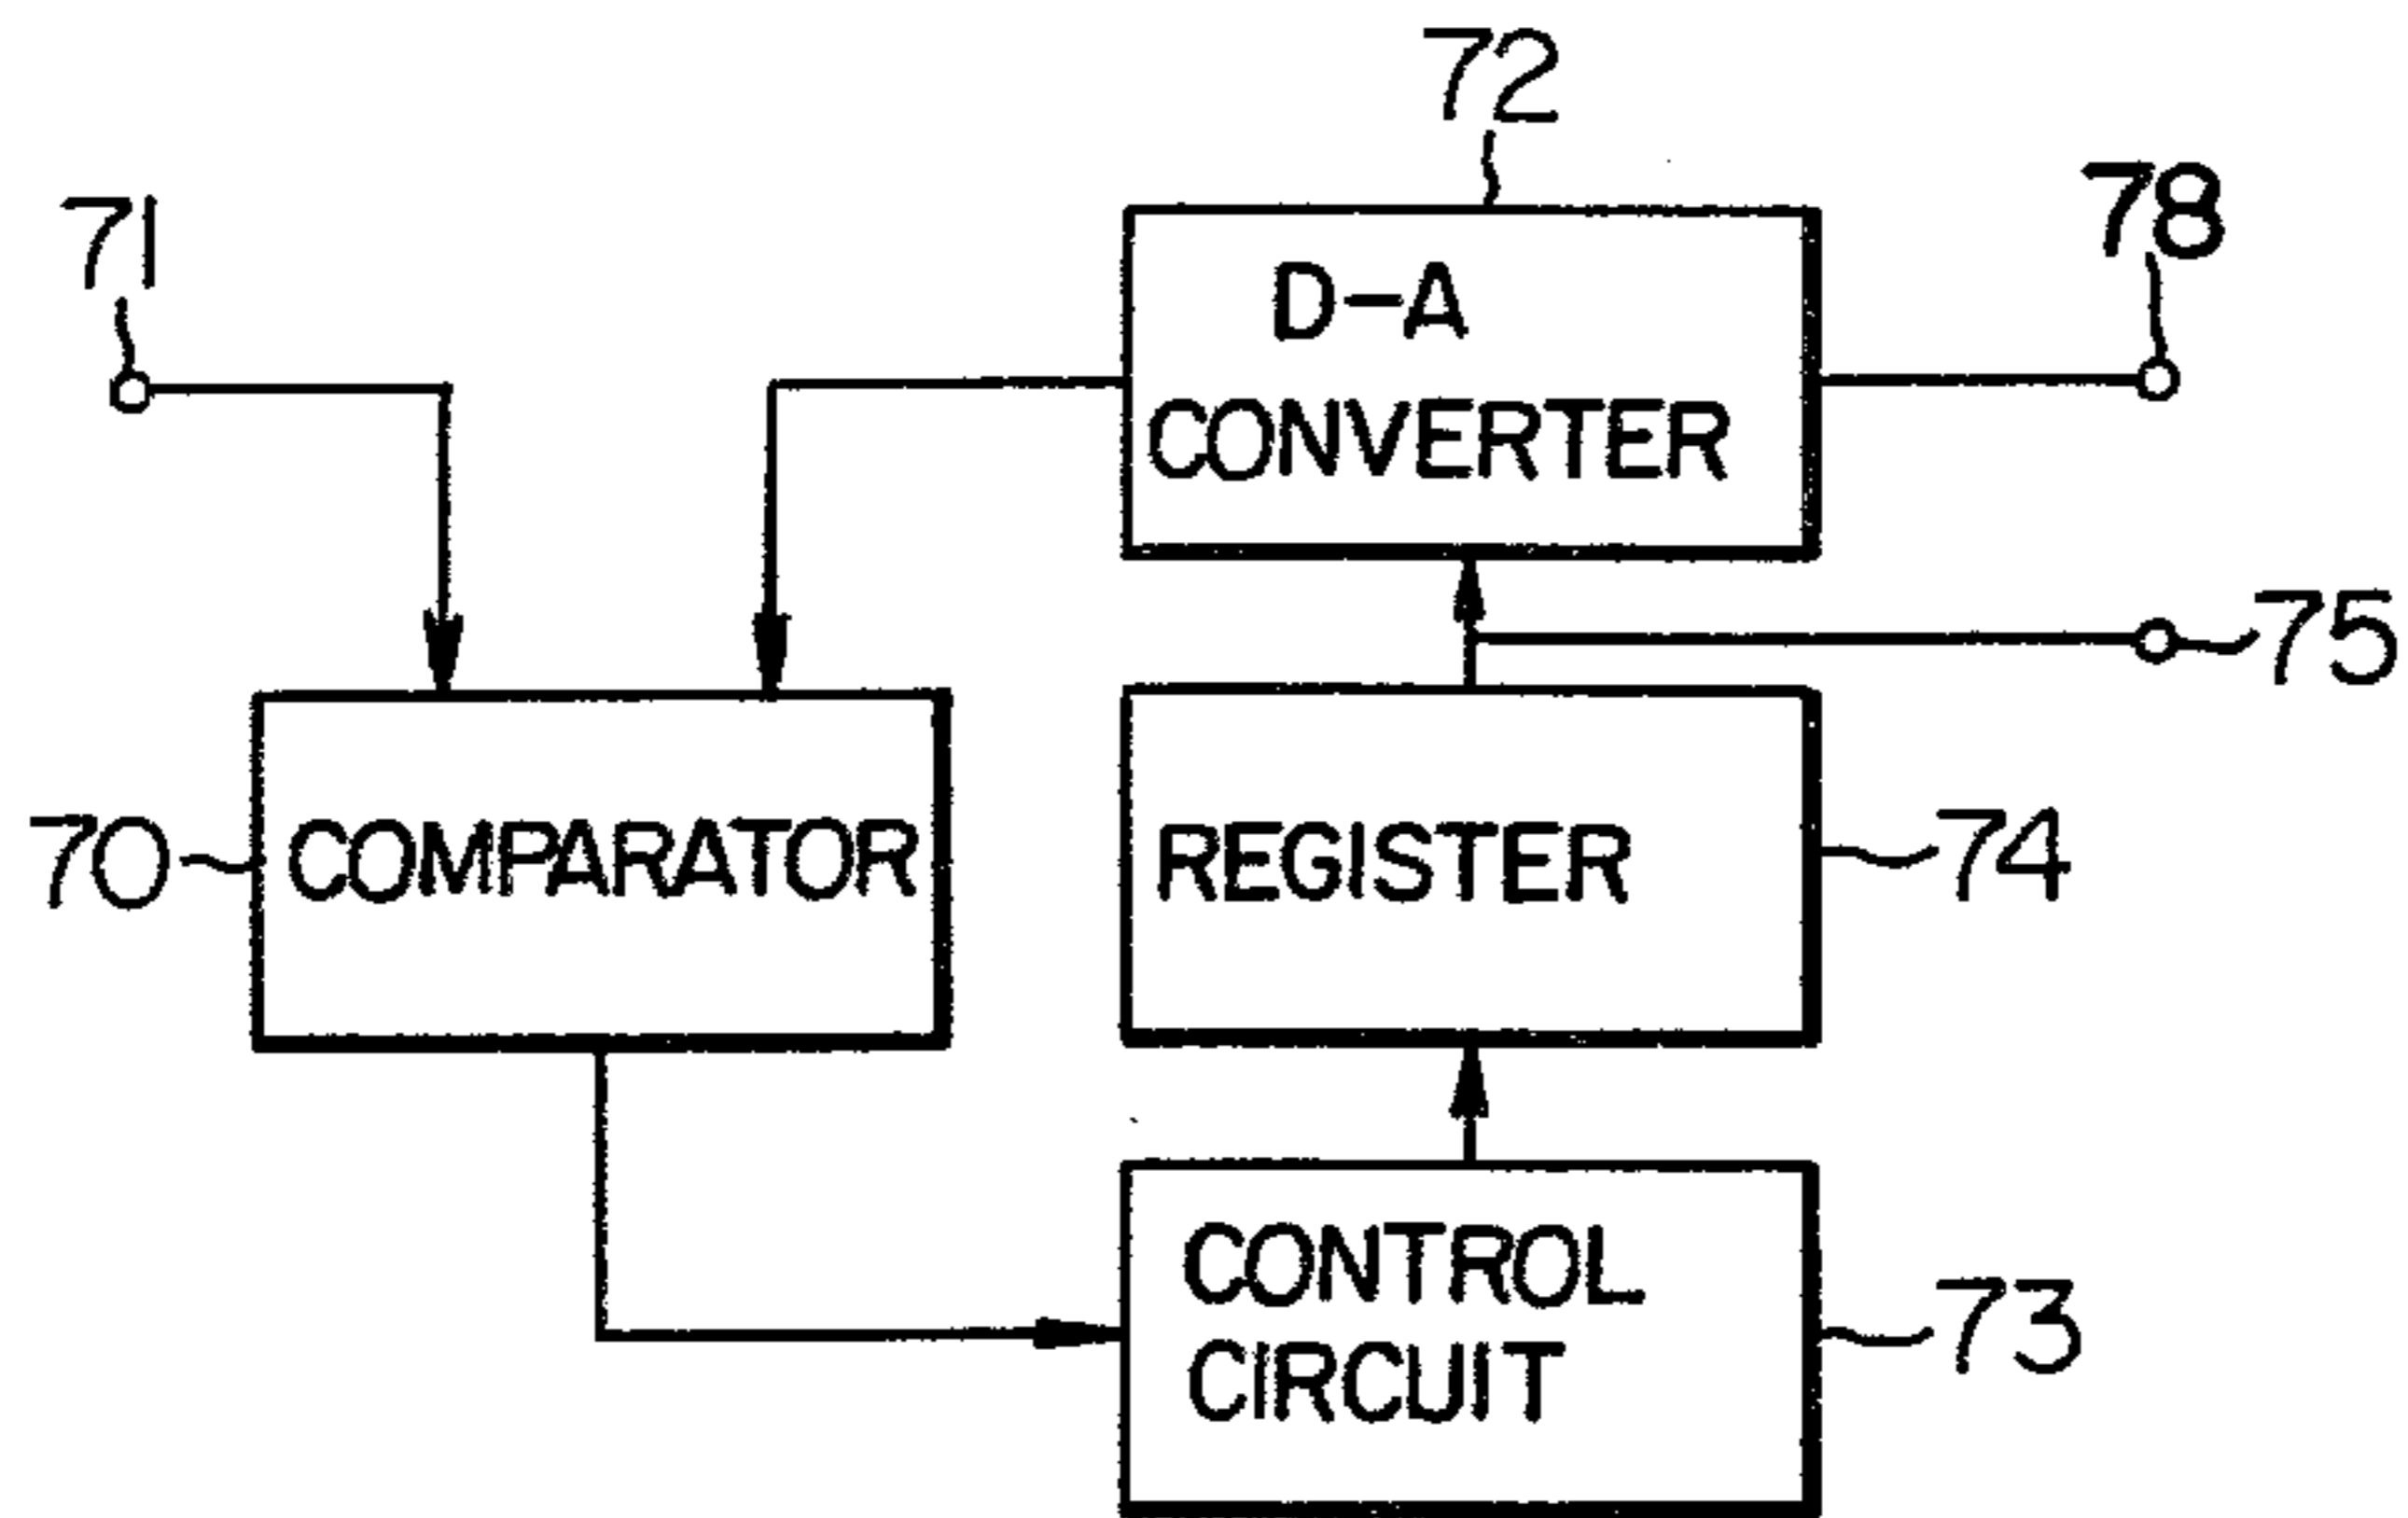 72
71
78
D-A
CONVERTER
75
70
COMPARATOR
REGISTER
74
CONTROL
CIRCUIT
73